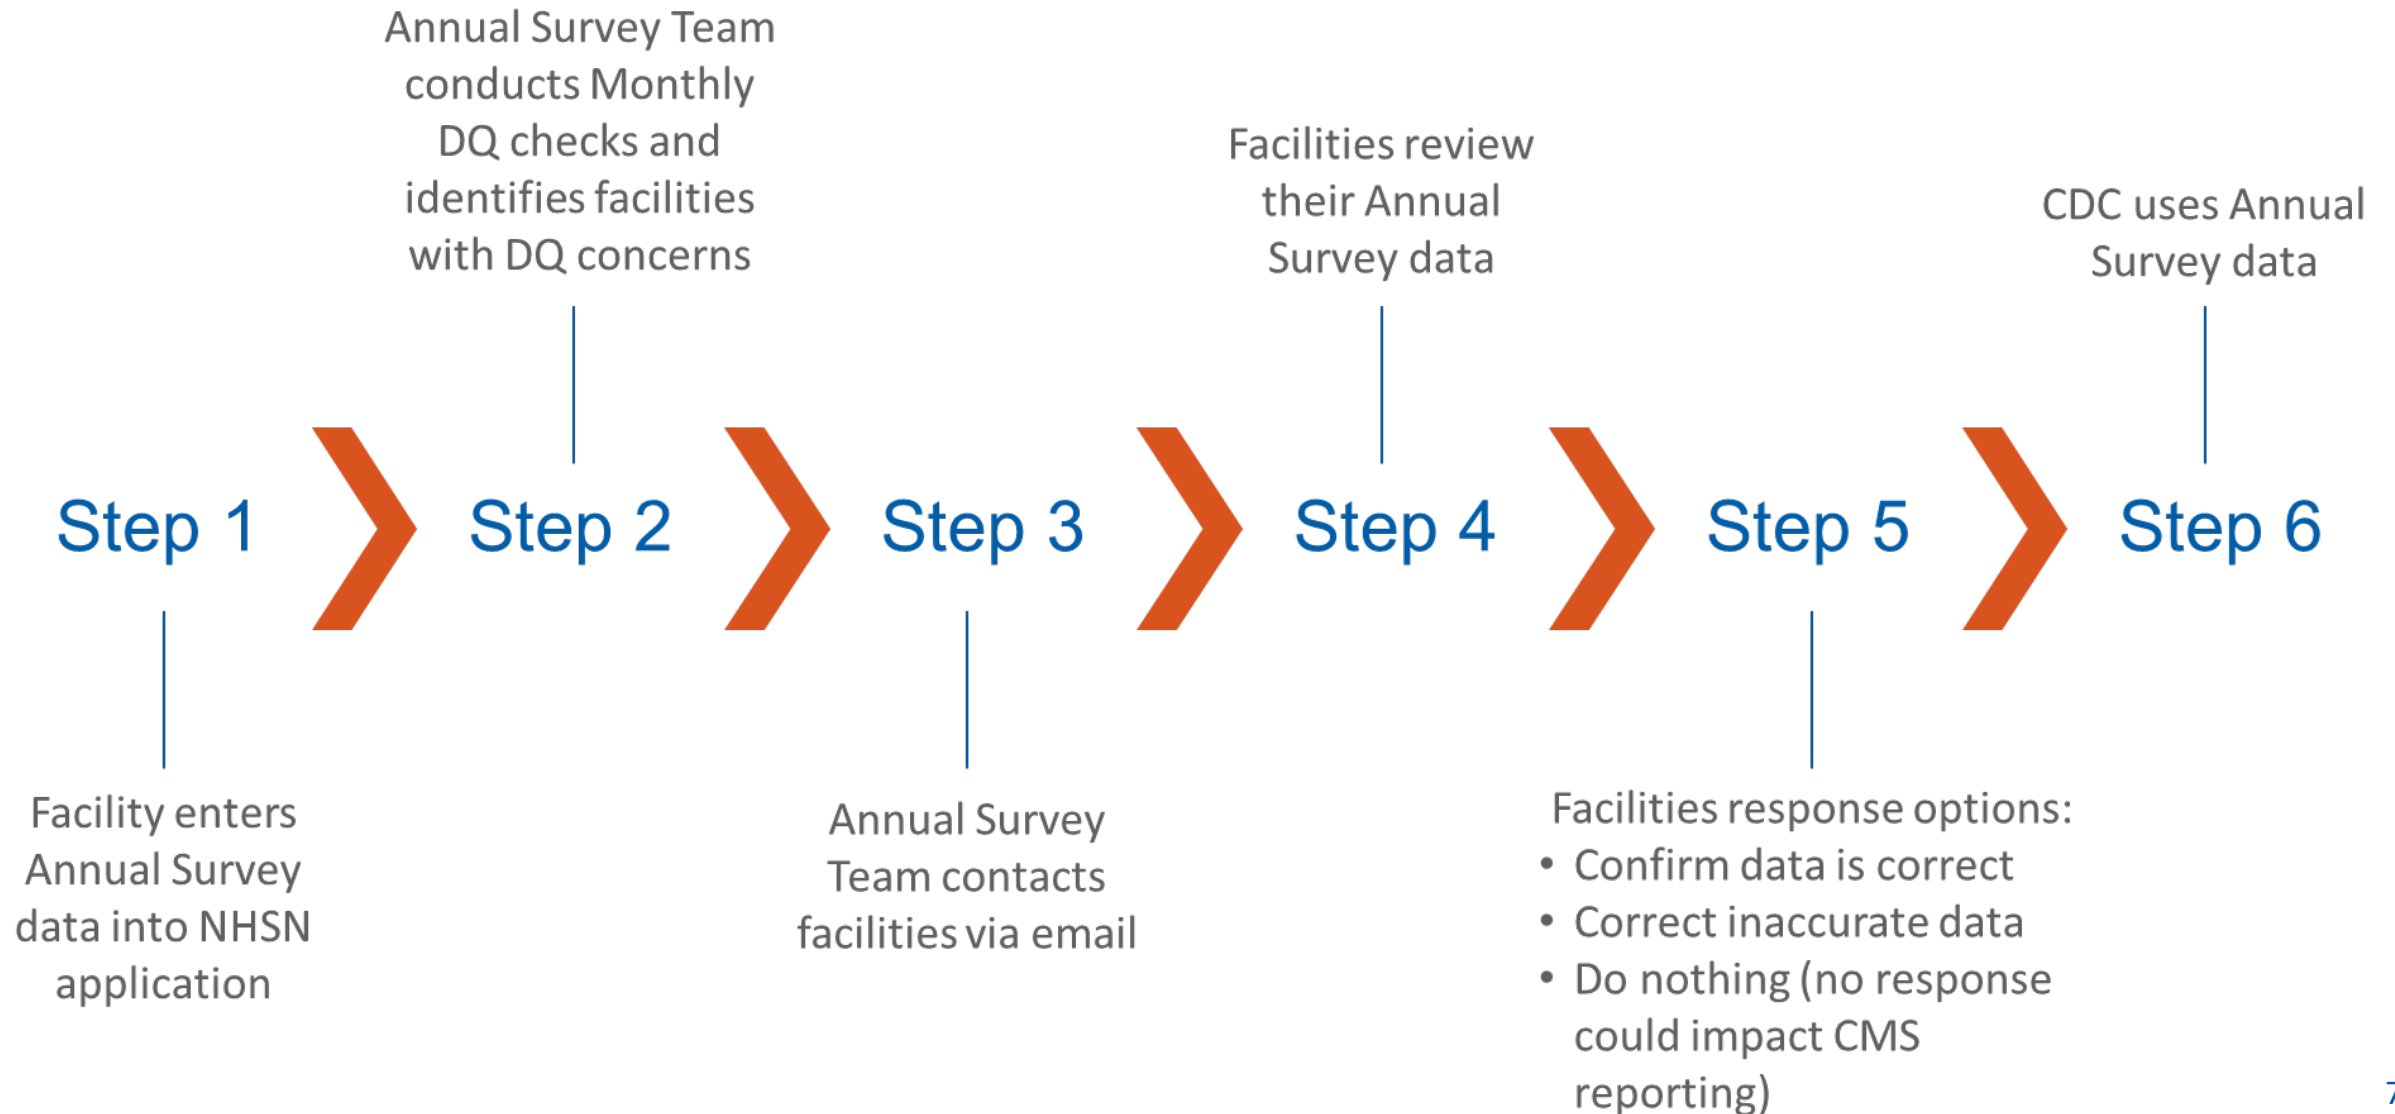 Annual Survey Team
conducts Monthly
DQ checks and
identifies facilities
with DQ concerns
Facilities review
their Annual
Survey data
CDC uses Annual
Survey data
Step 1
Step 2
Step 3
Step 4
Step 5
Step 6
Facility enters
Annual Survey
data into NHSN
application
Annual Survey
Team contacts
facilities via email
Facilities response options:
• Confirm data is correct
• Correct inaccurate data
• Do nothing (no response
could impact CMS
reporting)
7